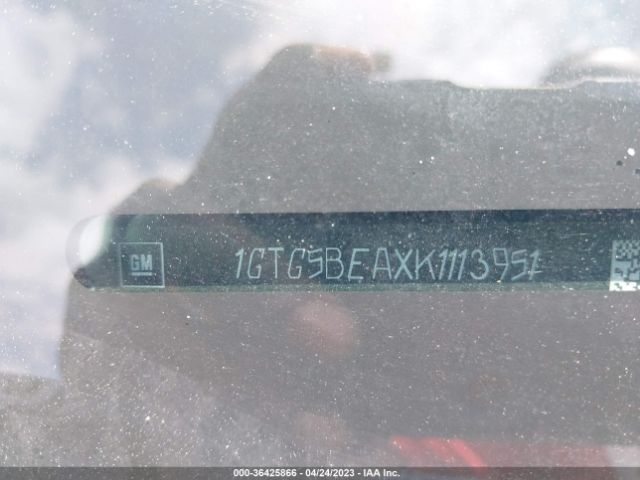 GM 1GTG5BEAXK1113951
000-36425866 - 04/24/2023 - IAA Inc.